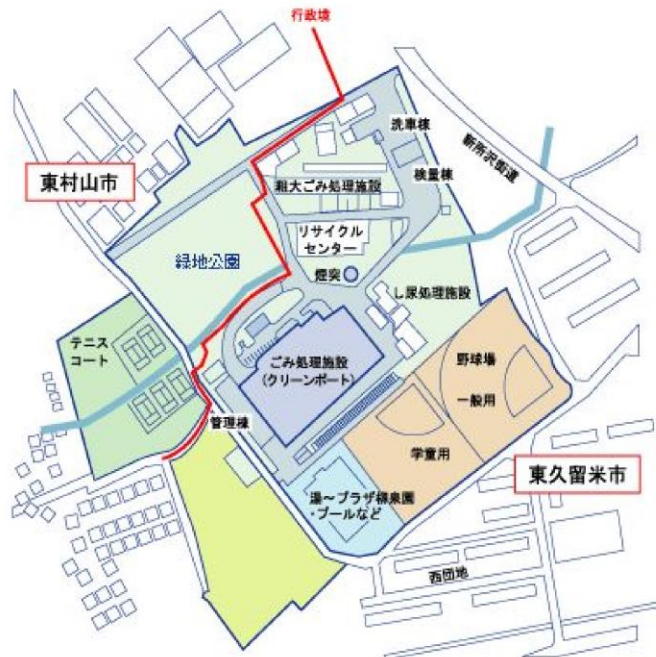 行政境
洗車棟
新所沢街道
検量棟
東村山市
粗大ごみ処理施設
リサイクル
センター
緑地公園
煙突
し尿処理施設
テニス
コート
ごみ処理施設
(クリーンポート)
野球場
一般用
管理棟
学童用
東久留米市
湯〜プラザ柳泉園
・プールなど
西団地